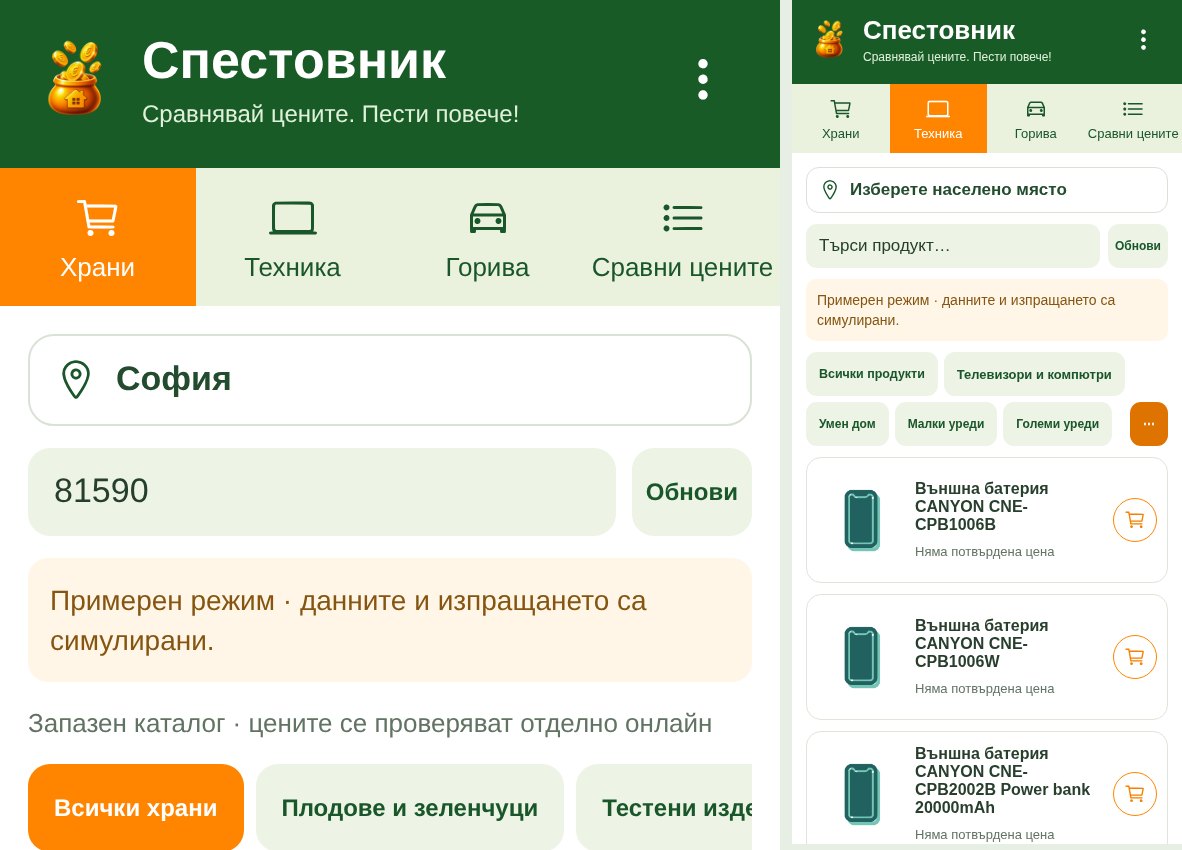 Спестовник
Сравнявай цените. Пести повече!
Храни
Техника
Горива
Сравни цените
София
81590
Обнови
Примерен режим · данните и изпращането са
симулирани.
Запазен каталог · цените се проверяват отделно онлайн
Всички храни
Плодове и зеленчуци
Тестени изде
Спестовник
Сравнявай цените. Пести повече!
Храни
Техника
Горива
Сравни цените
Изберете населено място
Търси продукт…
Обнови
Примерен режим · данните и изпращането са
симулирани.
Всички продукти
Телевизори и компютри
Умен дом
Малки уреди
Големи уреди
...
Външна батерия
CANYON CNE-
CPB1006B
Няма потвърдена цена
Външна батерия
CANYON CNE-
CPB1006W
Няма потвърдена цена
Външна батерия
CANYON CNE-
CPB2002B Power bank
20000mAh
Няма потвърдена цена